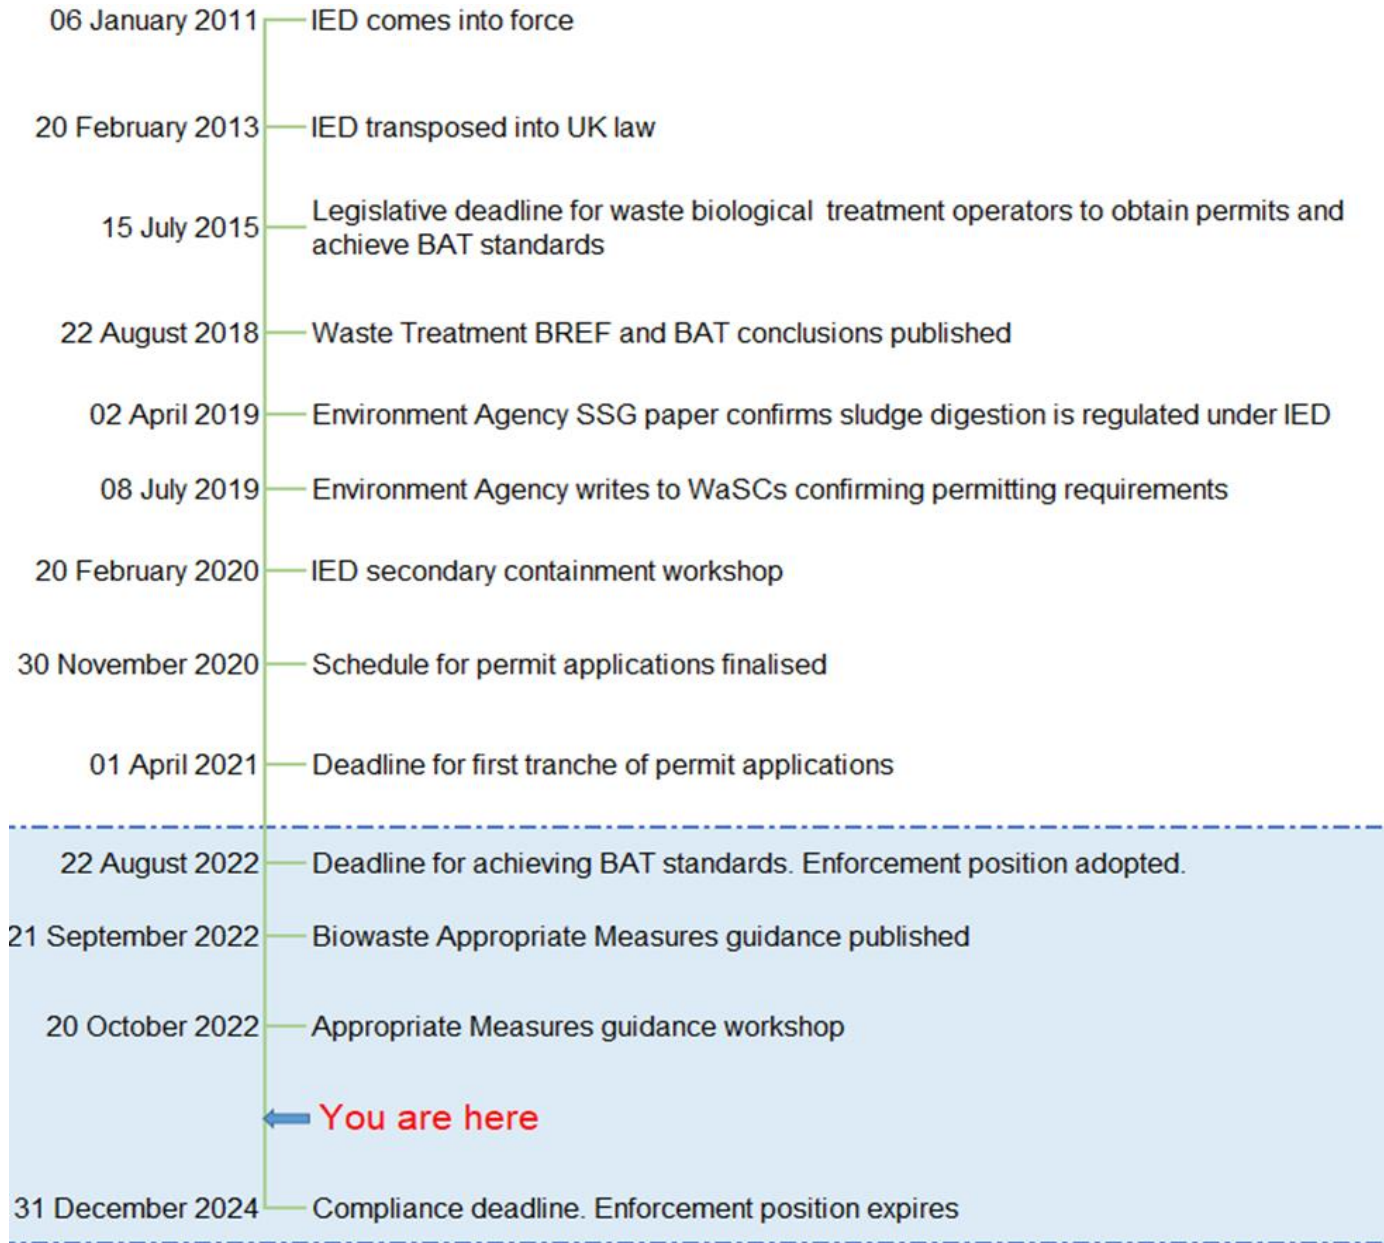 06 January 2011 IED comes into force
20 February 2013 IED transposed into UK law
15 July 2015 Legislative deadline for waste biological treatment operators to obtain permits and
achieve BAT standards
22 August 2018 Waste Treatment BREF and BAT conclusions published
02 April 2019 Environment Agency SSG paper confirms sludge digestion is regulated under IED
08 July 2019 Environment Agency writes to WaSCs confirming permitting requirements
20 February 2020 IED secondary containment workshop
30 November 2020 Schedule for permit applications finalised
01 April 2021 Deadline for first tranche of permit applications
22 August 2022 Deadline for achieving BAT standards. Enforcement position adopted.
21 September 2022 Biowaste Appropriate Measures guidance published
20 October 2022 Appropriate Measures guidance workshop
You are here
31 December 2024 Compliance deadline. Enforcement position expires